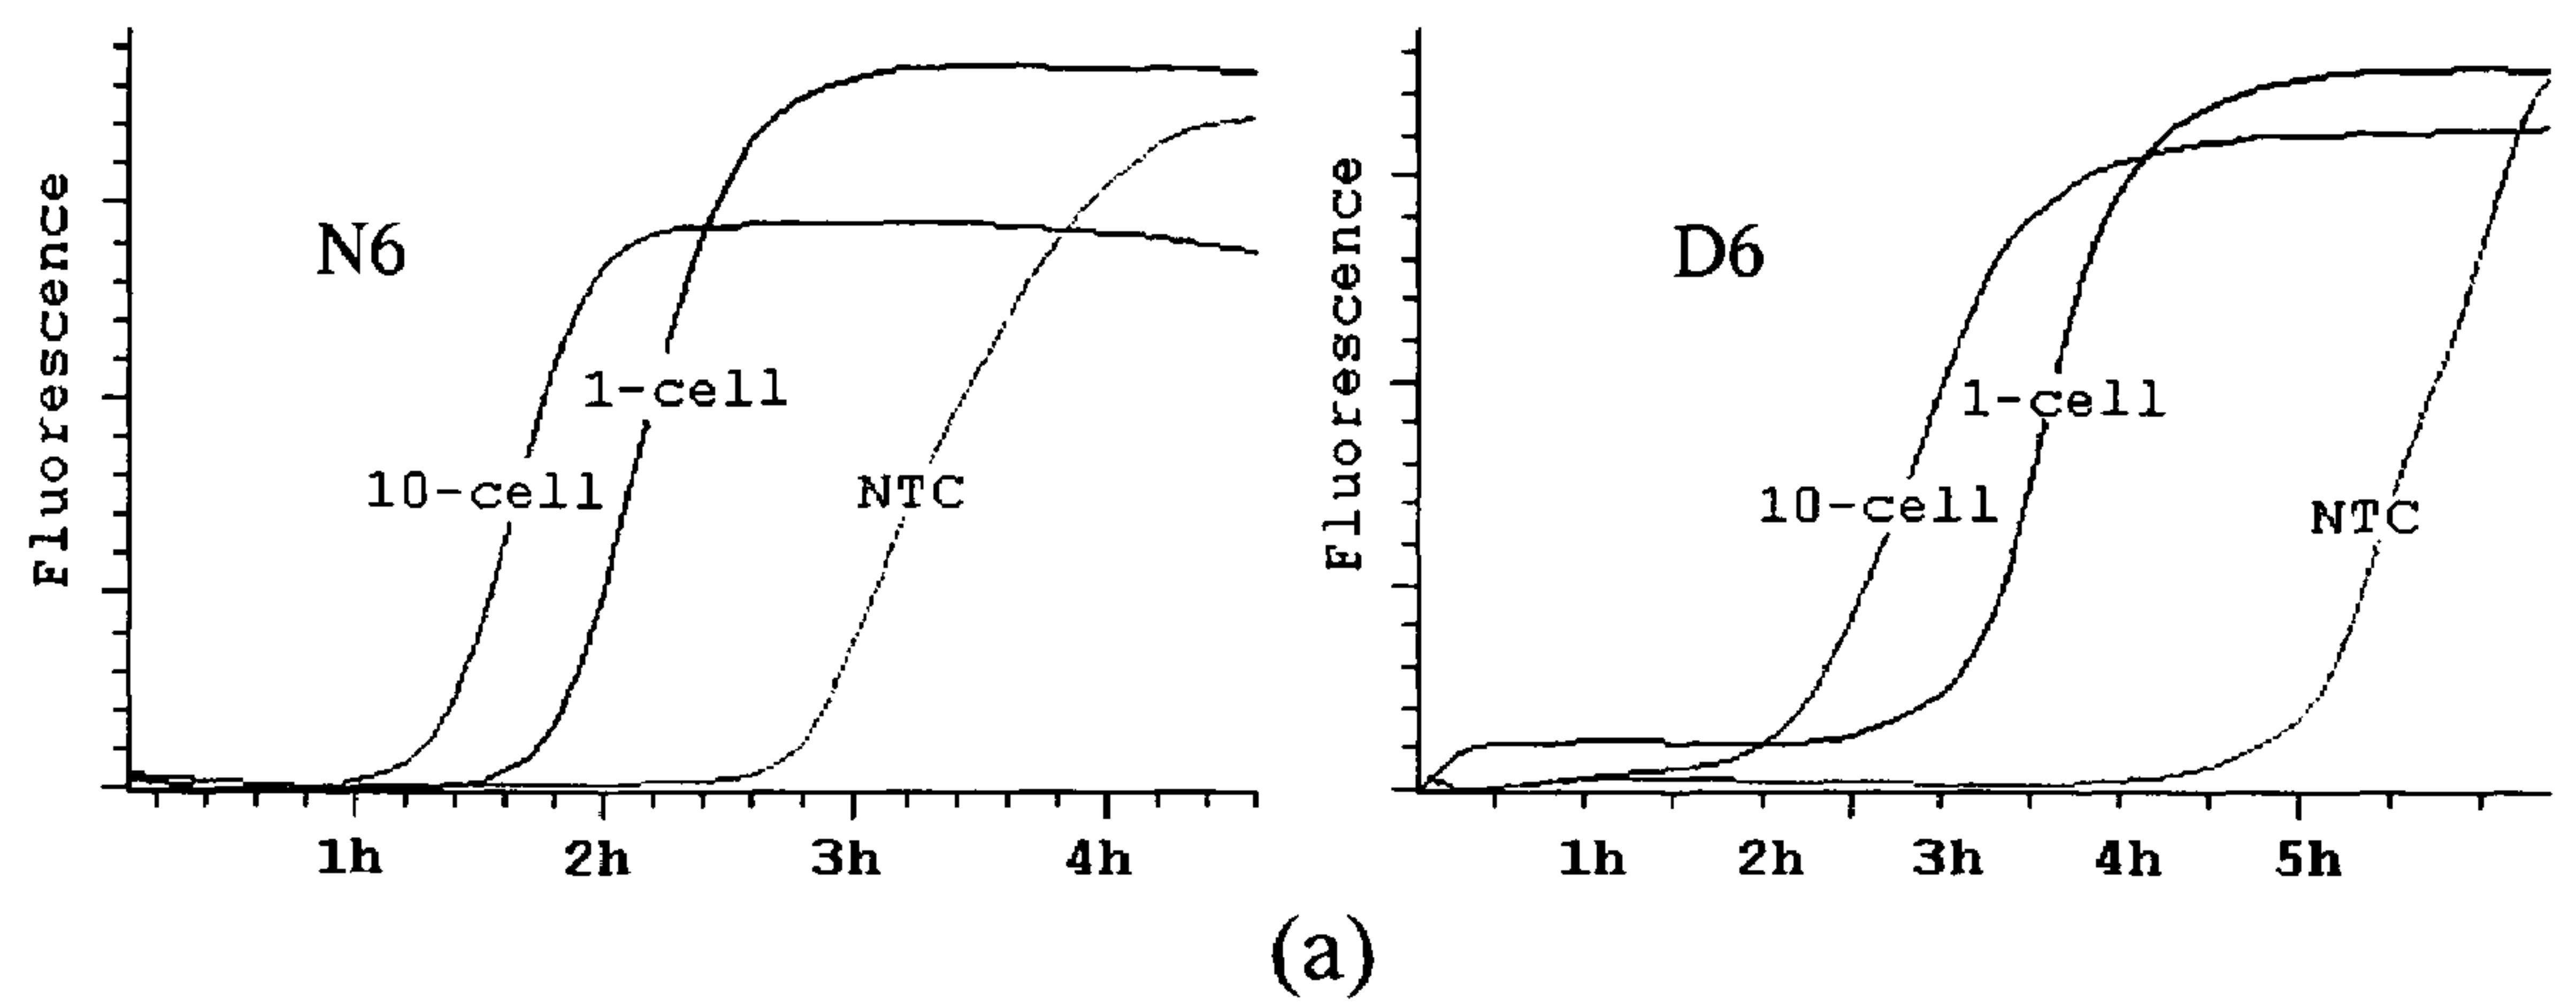 Fluorescence
N6
1-cell
10-cell
NTC
1h 2h 3h 4h
Fluorescence
D6
1-cell
10-cell
NTC
1h 2h 3h 4h 5h
(a)